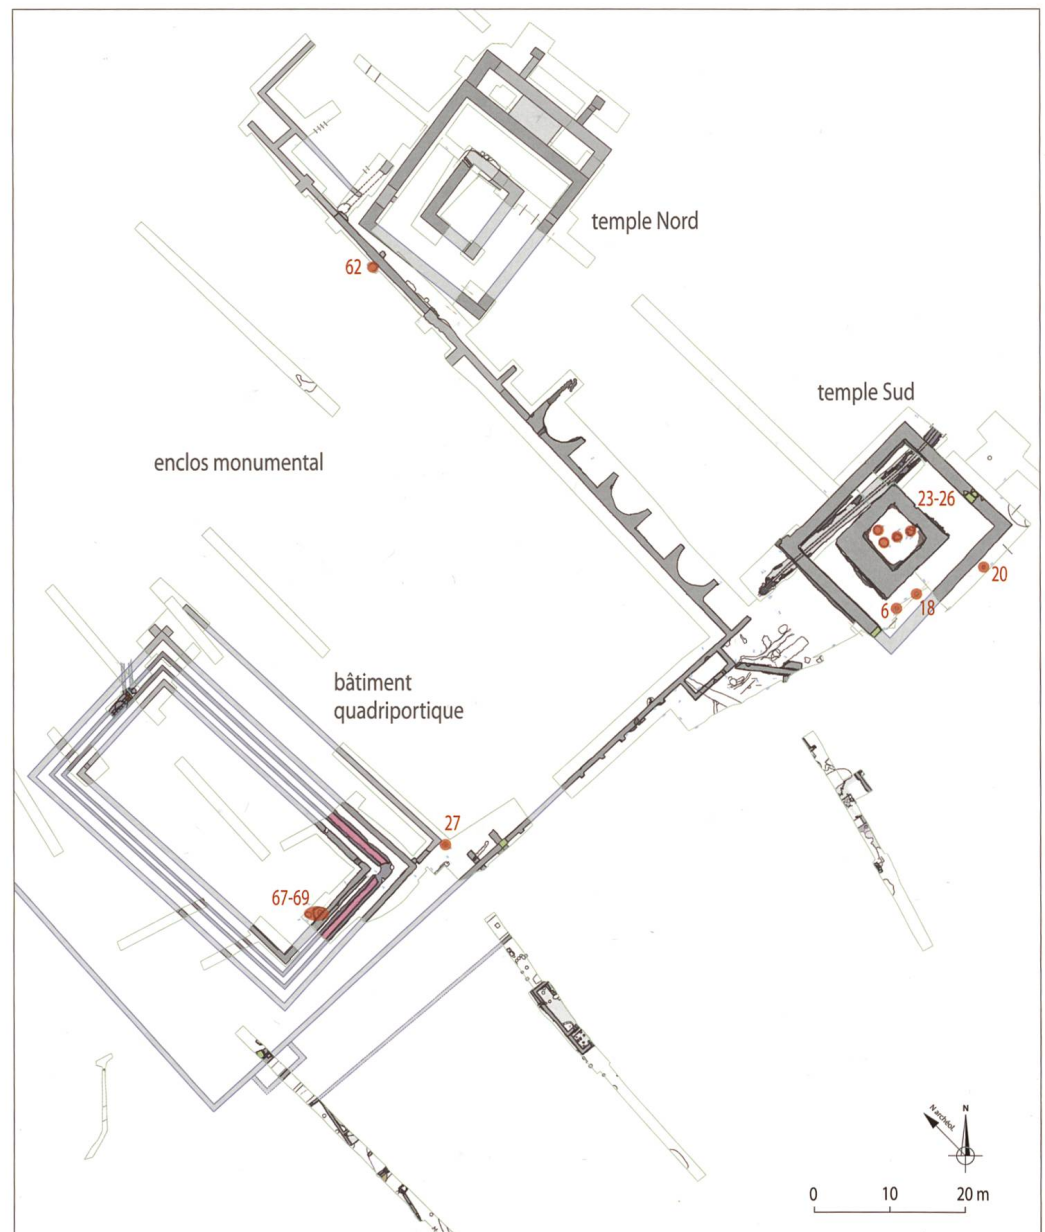 temple Nord
62
temple Sud
enclos monumental
23-26
20
18
6
bâtiment
quadriportique
27
67-69
N archéol.
N
0 10 20 m